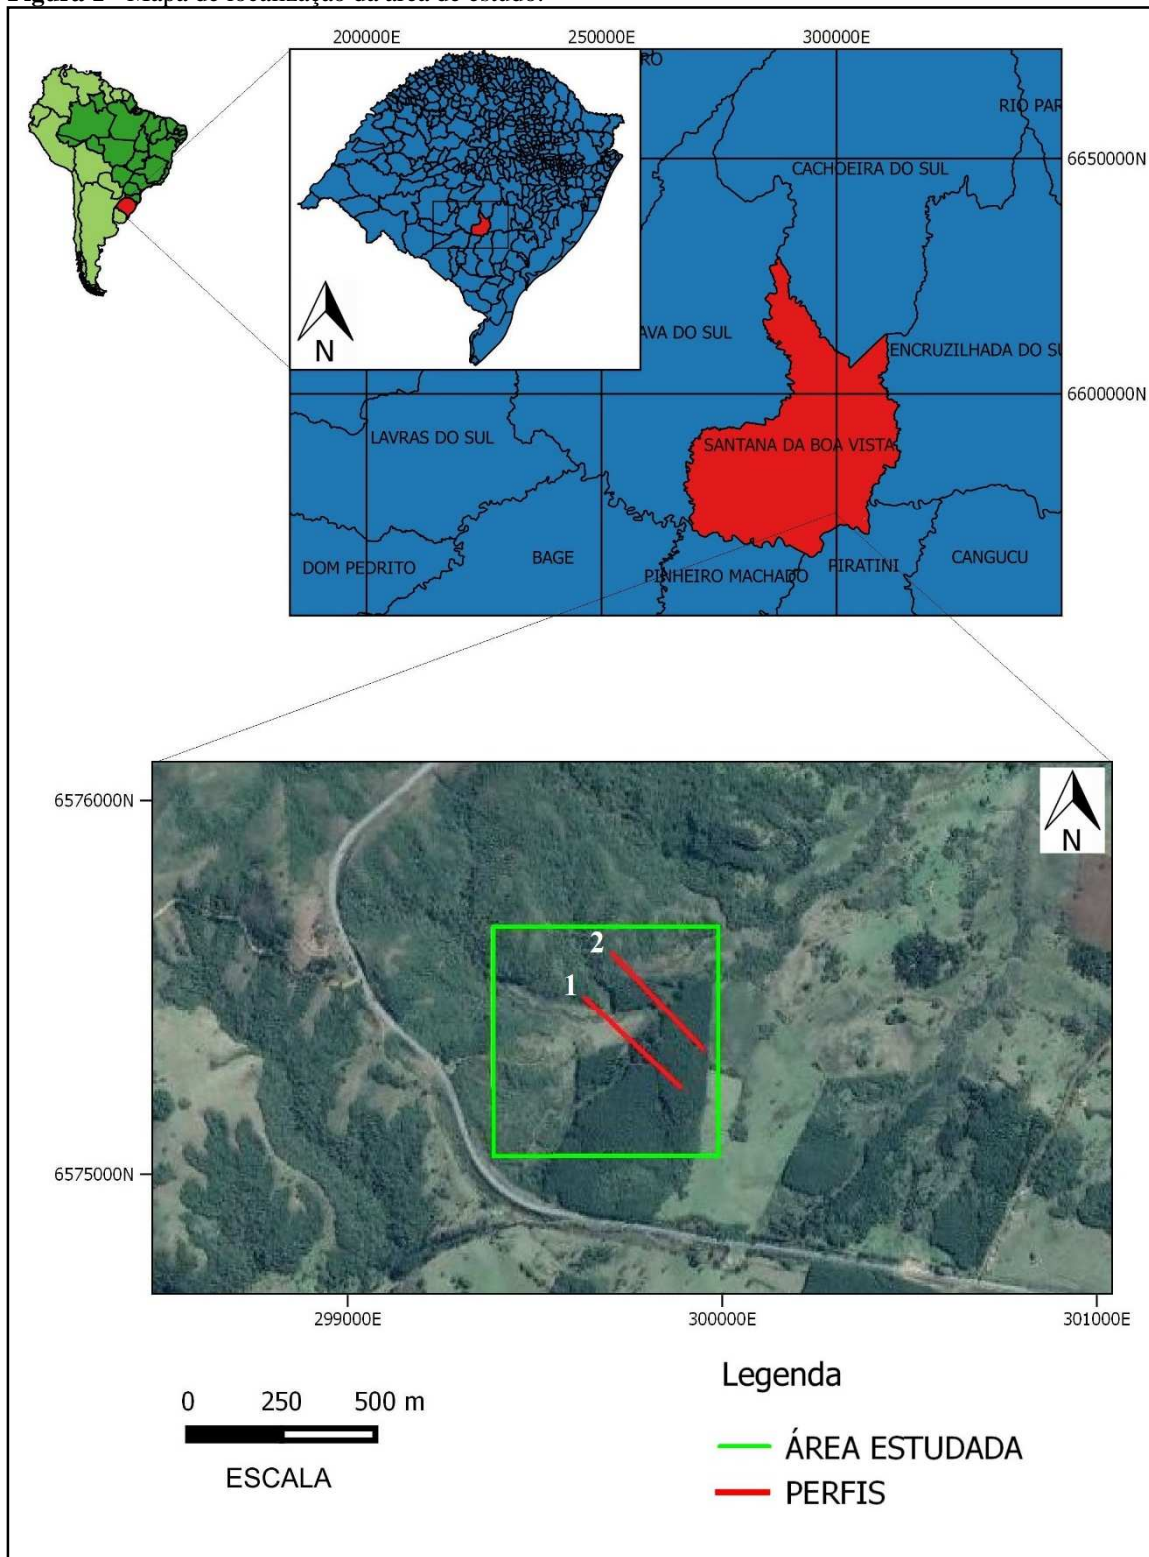 Figura 1 - Mapa de localização da área de estudo.
200000E 250000E 300000E
RO
RIO PAR
6650000N
CACHOEIRA DO SUL
N
AVA DO SUL
ENCRUZILHADA DO SU
6600000N
LAVRAS DO SUL
SANTANA DA BOA VISTA
DOM PEDRITO
BAGE
PINHEIRO MACHADO
PIRATINI
CANGUCU
6576000N
N
2
1
6575000N
299000E 300000E 301000E
Legenda
0 250 500 m
ESCALA
ÁREA ESTUDADA
PERFIS